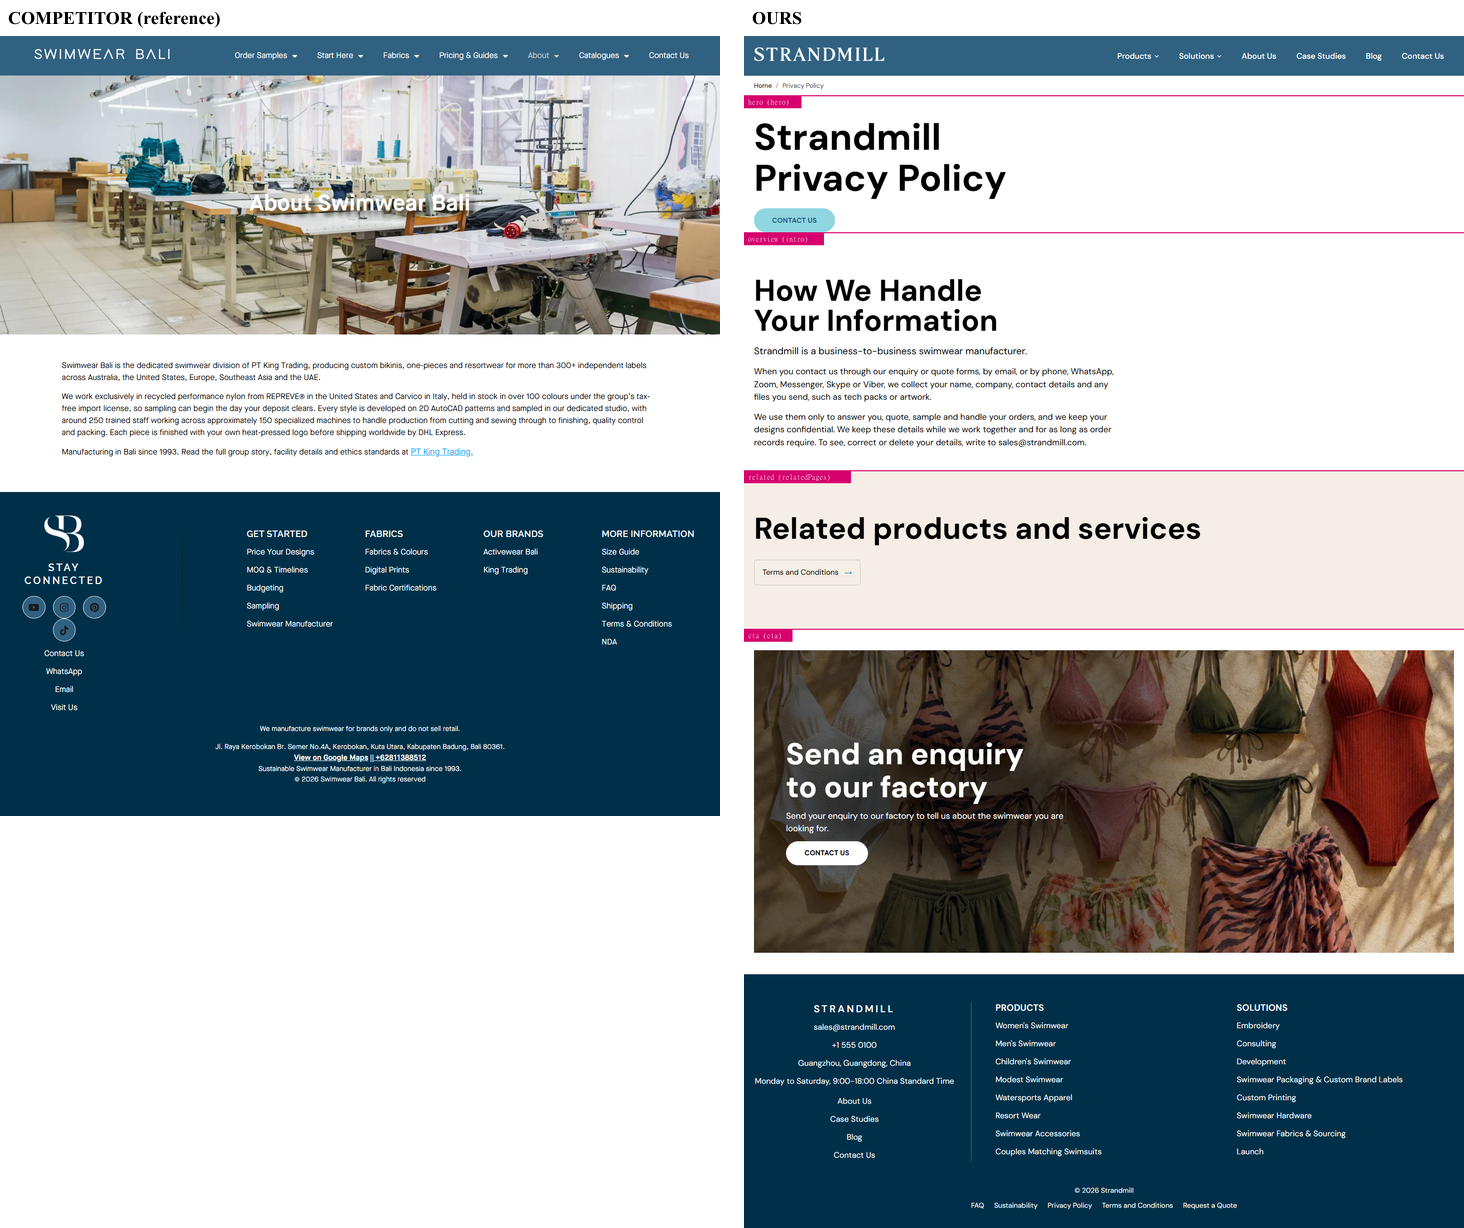 COMPETITOR (reference)
SWIMWEAR BALI
Order Samples
Start Here
Fabrics
Pricing & Guides
About
Catalogues
Contact Us
About Swimwear Bali
Swimwear Bali is the dedicated swimwear division of PT King Trading, producing custom bikinis, one-pieces and resortwear for more than 300+ independent labels
across Australia, the United States, Europe, Southeast Asia and the UAE.
We work exclusively in recycled performance nylon from REPREVE® in the United States and Carvico in Italy, held in stock in over 100 colours under the group's tax-
free import license, so sampling can begin the day your deposit clears. Every style is developed on 2D AutoCAD patterns and sampled in our dedicated studio, with
around 250 trained staff working across approximately 150 specialized machines to handle production from cutting and sewing through to finishing, quality control
and packing. Each piece is finished with your own heat-pressed logo before shipping worldwide by DHL Express.
Manufacturing in Bali since 1993. Read the full group story, facility details and ethics standards at PT King Trading.
STAY
CONNECTED
Contact Us
WhatsApp
Email
Visit Us
GET STARTED
Price Your Designs
MOQ & Timelines
Budgeting
Sampling
Swimwear Manufacturer
FABRICS
Fabrics & Colours
Digital Prints
Fabric Certifications
OUR BRANDS
Activewear Bali
King Trading
MORE INFORMATION
Size Guide
Sustainability
FAQ
Shipping
Terms & Conditions
NDA
We manufacture swimwear for brands only and do not sell retail.
Jl. Raya Kerobokan Br. Semer No.4A, Kerobokan, Kuta Utara, Kabupaten Badung, Bali 80361.
View on Google Maps || +62811388512
Sustainable Swimwear Manufacturer in Bali Indonesia since 1993.
© 2026 Swimwear Bali. All rights reserved
OURS
STRANDMILL
Products
Solutions
About Us
Case Studies
Blog
Contact Us
Home / Privacy Policy
hero (hero)
Strandmill
Privacy Policy
CONTACT US
overview (intro)
How We Handle
Your Information
Strandmill is a business-to-business swimwear manufacturer.
When you contact us through our enquiry or quote forms, by email, or by phone, WhatsApp,
Zoom, Messenger, Skype or Viber, we collect your name, company, contact details and any
files you send, such as tech packs or artwork.
We use them only to answer you, quote, sample and handle your orders, and we keep your
designs confidential. We keep these details while we work together and for as long as order
records require. To see, correct or delete your details, write to sales@strandmill.com.
related (relatedPages)
Related products and services
Terms and Conditions →
cta (cta)
Send an enquiry
to our factory
Send your enquiry to our factory to tell us about the swimwear you are
looking for.
CONTACT US
STRANDMILL
sales@strandmill.com
+1 555 0100
Guangzhou, Guangdong, China
Monday to Saturday, 9:00-18:00 China Standard Time
About Us
Case Studies
Blog
Contact Us
PRODUCTS
Women's Swimwear
Men's Swimwear
Children's Swimwear
Modest Swimwear
Watersports Apparel
Resort Wear
Swimwear Accessories
Couples Matching Swimsuits
SOLUTIONS
Embroidery
Consulting
Development
Swimwear Packaging & Custom Brand Labels
Custom Printing
Swimwear Hardware
Swimwear Fabrics & Sourcing
Launch
© 2026 Strandmill
FAQ
Sustainability
Privacy Policy
Terms and Conditions
Request a Quote